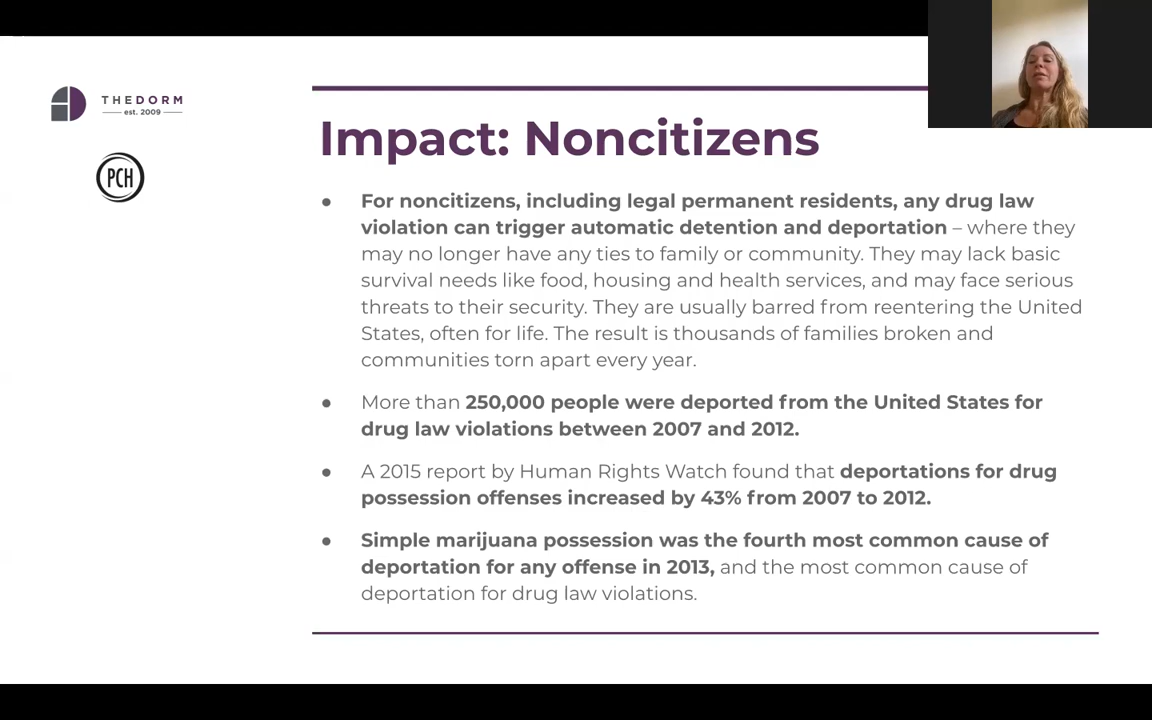 THEDORM
est. 2009
PCH
Impact: Noncitizens
● For noncitizens, including legal permanent residents, any drug law
violation can trigger automatic detention and deportation – where they
may no longer have any ties to family or community. They may lack basic
survival needs like food, housing and health services, and may face serious
threats to their security. They are usually barred from reentering the United
States, often for life. The result is thousands of families broken and
communities torn apart every year.
● More than 250,000 people were deported from the United States for
drug law violations between 2007 and 2012.
● A 2015 report by Human Rights Watch found that deportations for drug
possession offenses increased by 43% from 2007 to 2012.
● Simple marijuana possession was the fourth most common cause of
deportation for any offense in 2013, and the most common cause of
deportation for drug law violations.